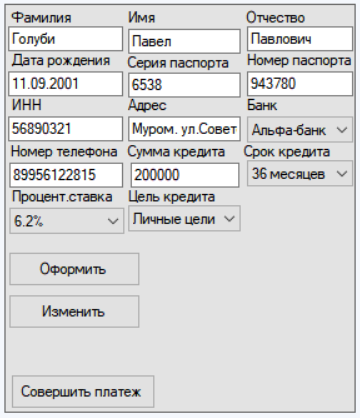 Фамилия Имя Отчество
Голуби Павел Павлович
Дата рождения Серия паспорта Номер паспорта
11.09.2001 6538 943780
ИНН Адрес Банк
56890321 Муром. ул.Совет Альфа-банк
Номер телефона Сумма кредита Срок кредита
89956122815 200000 36 месяцев
Процент.ставка Цель кредита
6.2% Личные цели
Оформить
Изменить
Совершить платеж